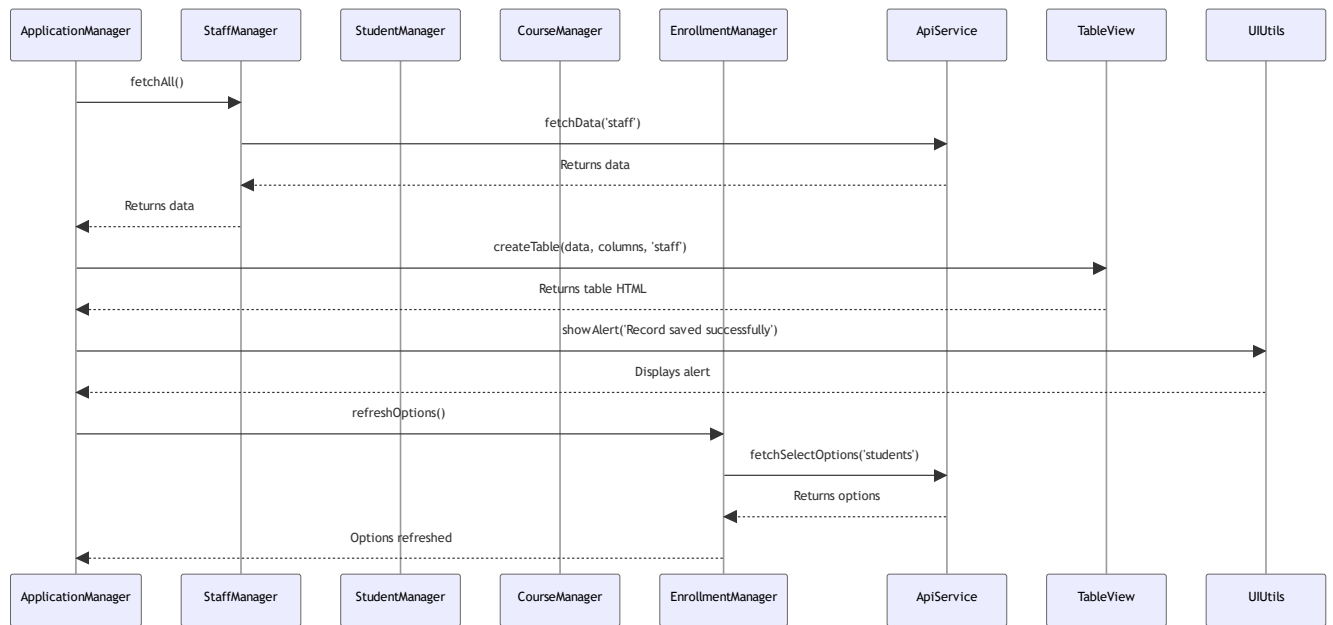 ApplicationManager
StaffManager
StudentManager
CourseManager
EnrollmentManager
ApiService
TableView
UIUtils
fetchAll()
fetchData('staff')
Returns data
Returns data
createTable(data, columns, 'staff')
Returns table HTML
showAlert('Record saved successfully')
Displays alert
refreshOptions()
fetchSelectOptions('students')
Returns options
Options refreshed
ApplicationManager
StaffManager
StudentManager
CourseManager
EnrollmentManager
ApiService
TableView
UIUtils